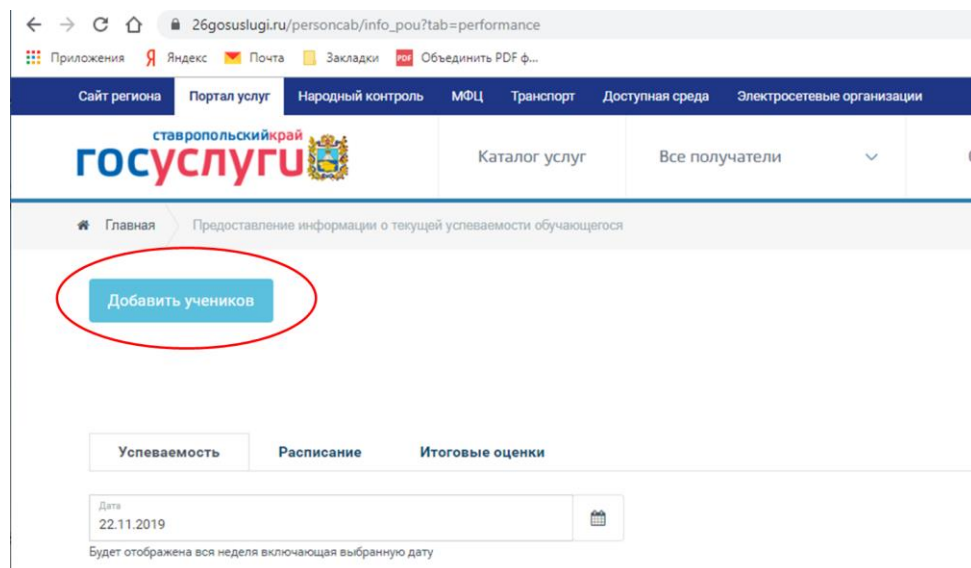 26gosuslugi.ru/personcab/info_pou?tab=performance
Приложения Яндекс Почта Закладки PDF Объединить PDF ф...
Сайт региона Портал услуг Народный контроль МФЦ Транспорт Доступная среда Электросетевые организации
ставропольскийкрай
госуслуги Каталог услуг Все получатели
Главная Предоставление информации о текущей успеваемости обучающегося
Добавить учеников
Успеваемость Расписание Итоговые оценки
Дата
22.11.2019
Будет отображена вся неделя включающая выбранную дату